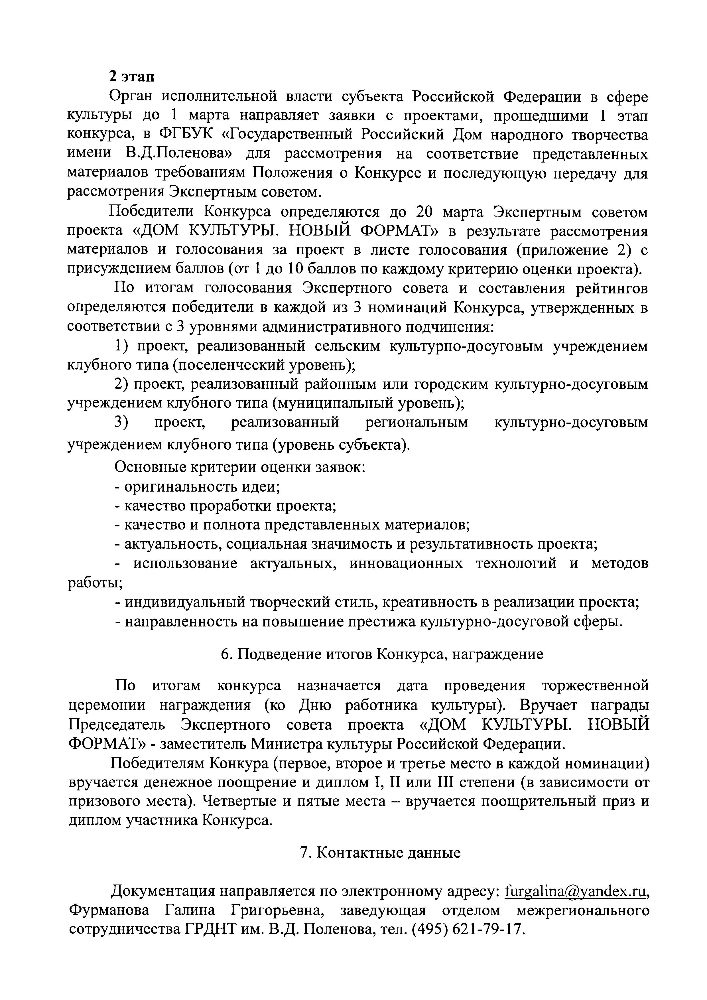 2 этап
Орган исполнительной власти субъекта Российской Федерации в сфере
культуры до 1 марта направляет заявки с проектами, прошедшими 1 этап
конкурса, в ФГБУК «Государственный Российский Дом народного творчества
имени В.Д.Поленова» для рассмотрения на соответствие представленных
материалов требованиям Положения о Конкурсе и последующую передачу для
рассмотрения Экспертным советом.
Победители Конкурса определяются до 20 марта Экспертным советом
проекта «ДОМ КУЛЬТУРЫ. НОВЫЙ ФОРМАТ» в результате рассмотрения
материалов и голосования за проект в листе голосования (приложение 2) с
присуждением баллов (от 1 до 10 баллов по каждому критерию оценки проекта).
По итогам голосования Экспертного совета и составления рейтингов
определяются победители в каждой из 3 номинаций Конкурса, утвержденных в
соответствии с 3 уровнями административного подчинения:
1) проект, реализованный сельским культурно-досуговым учреждением
клубного типа (поселенческий уровень);
2) проект, реализованный районным или городским культурно-досуговым
учреждением клубного типа (муниципальный уровень);
3) проект, реализованный региональным культурно-досуговым
учреждением клубного типа (уровень субъекта).
Основные критерии оценки заявок:
- оригинальность идеи;
- качество проработки проекта;
- качество и полнота представленных материалов;
- актуальность, социальная значимость и результативность проекта;
- использование актуальных, инновационных технологий и методов
работы;
- индивидуальный творческий стиль, креативность в реализации проекта;
- направленность на повышение престижа культурно-досуговой сферы.
6. Подведение итогов Конкурса, награждение
По итогам конкурса назначается дата проведения торжественной
церемонии награждения (ко Дню работника культуры). Вручает награды
Председатель Экспертного совета проекта «ДОМ КУЛЬТУРЫ. НОВЫЙ
ФОРМАТ» - заместитель Министра культуры Российской Федерации.
Победителям Конкура (первое, второе и третье место в каждой номинации)
вручается денежное поощрение и диплом I, II или III степени (в зависимости от
призового места). Четвертые и пятые места – вручается поощрительный приз и
диплом участника Конкурса.
7. Контактные данные
Документация направляется по электронному адресу: furgalina@yandex.ru,
Фурманова Галина Григорьевна, заведующая отделом межрегионального
сотрудничества ГРДНТ им. В.Д. Поленова, тел. (495) 621-79-17.